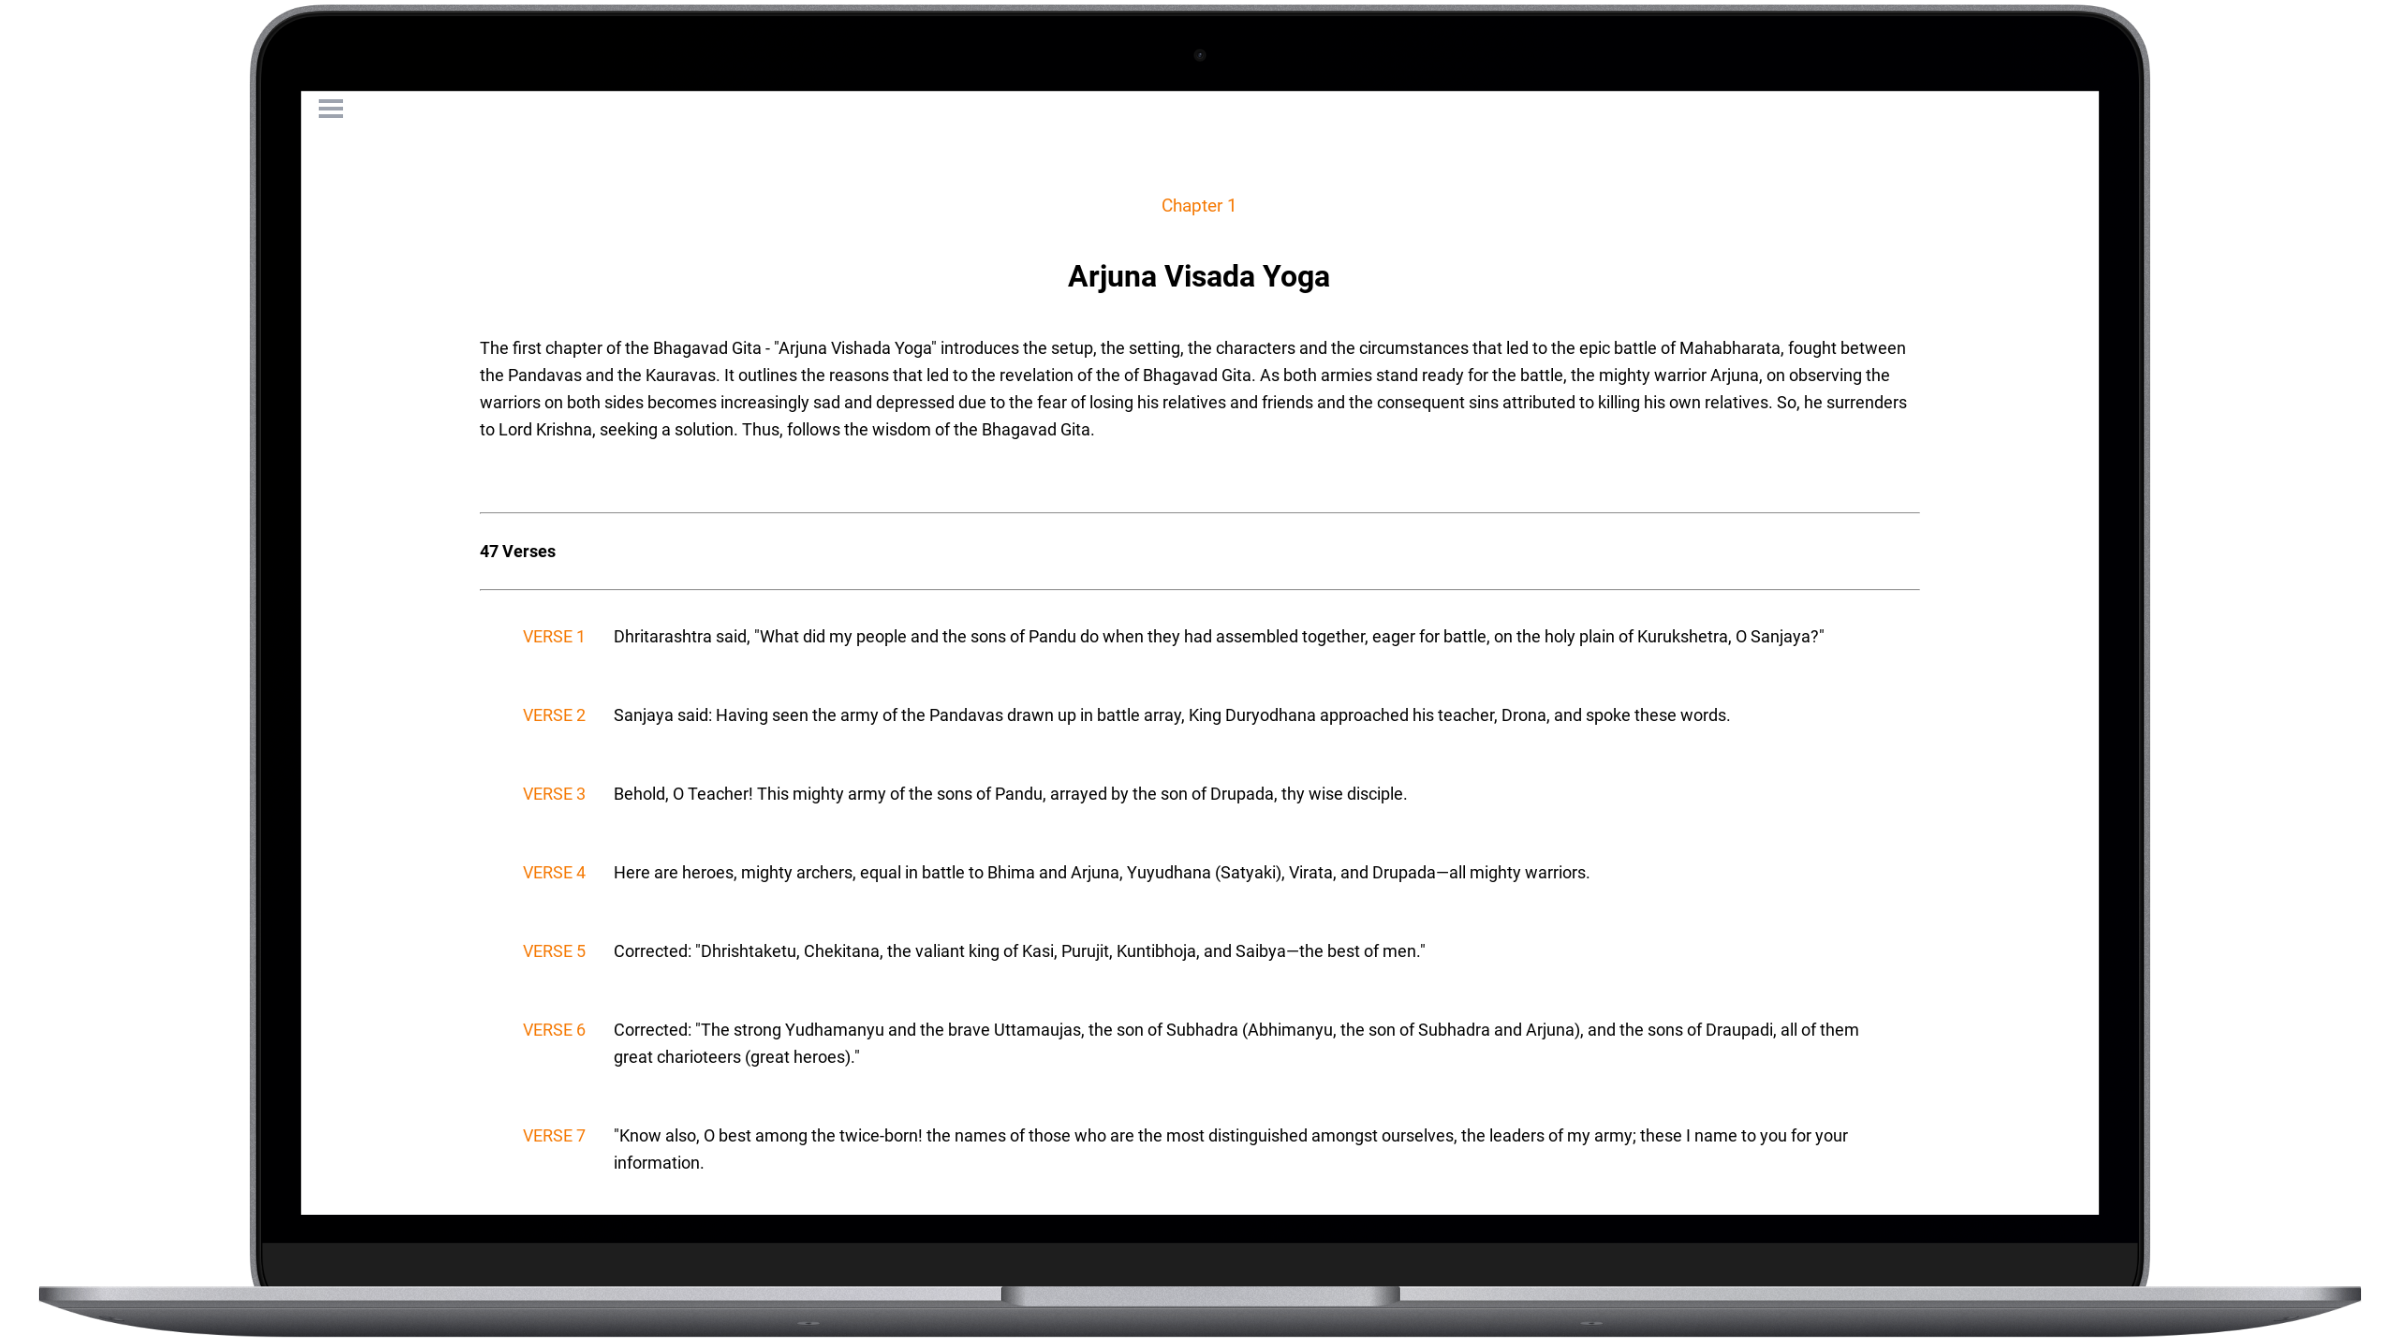 Chapter 1
Arjuna Visada Yoga
The first chapter of the Bhagavad Gita - "Arjuna Vishada Yoga" introduces the setup, the setting, the characters and the circumstances that led to the epic battle of Mahabharata, fought between
the Pandavas and the Kauravas. It outlines the reasons that led to the revelation of the of Bhagavad Gita. As both armies stand ready for the battle, the mighty warrior Arjuna, on observing the
warriors on both sides becomes increasingly sad and depressed due to the fear of losing his relatives and friends and the consequent sins attributed to killing his own relatives. So, he surrenders
to Lord Krishna, seeking a solution. Thus, follows the wisdom of the Bhagavad Gita.
47 Verses
VERSE 1 Dhritarashtra said, "What did my people and the sons of Pandu do when they had assembled together, eager for battle, on the holy plain of Kurukshetra, O Sanjaya?"
VERSE 2 Sanjaya said: Having seen the army of the Pandavas drawn up in battle array, King Duryodhana approached his teacher, Drona, and spoke these words.
VERSE 3 Behold, O Teacher! This mighty army of the sons of Pandu, arrayed by the son of Drupada, thy wise disciple.
VERSE 4 Here are heroes, mighty archers, equal in battle to Bhima and Arjuna, Yuyudhana (Satyaki), Virata, and Drupada—all mighty warriors.
VERSE 5 Corrected: "Dhrishtaketu, Chekitana, the valiant king of Kasi, Purujit, Kuntibhoja, and Saibya—the best of men."
VERSE 6 Corrected: "The strong Yudhamanyu and the brave Uttamaujas, the son of Subhadra (Abhimanyu, the son of Subhadra and Arjuna), and the sons of Draupadi, all of them
great charioteers (great heroes)."
VERSE 7 "Know also, O best among the twice-born! the names of those who are the most distinguished amongst ourselves, the leaders of my army; these I name to you for your
information.